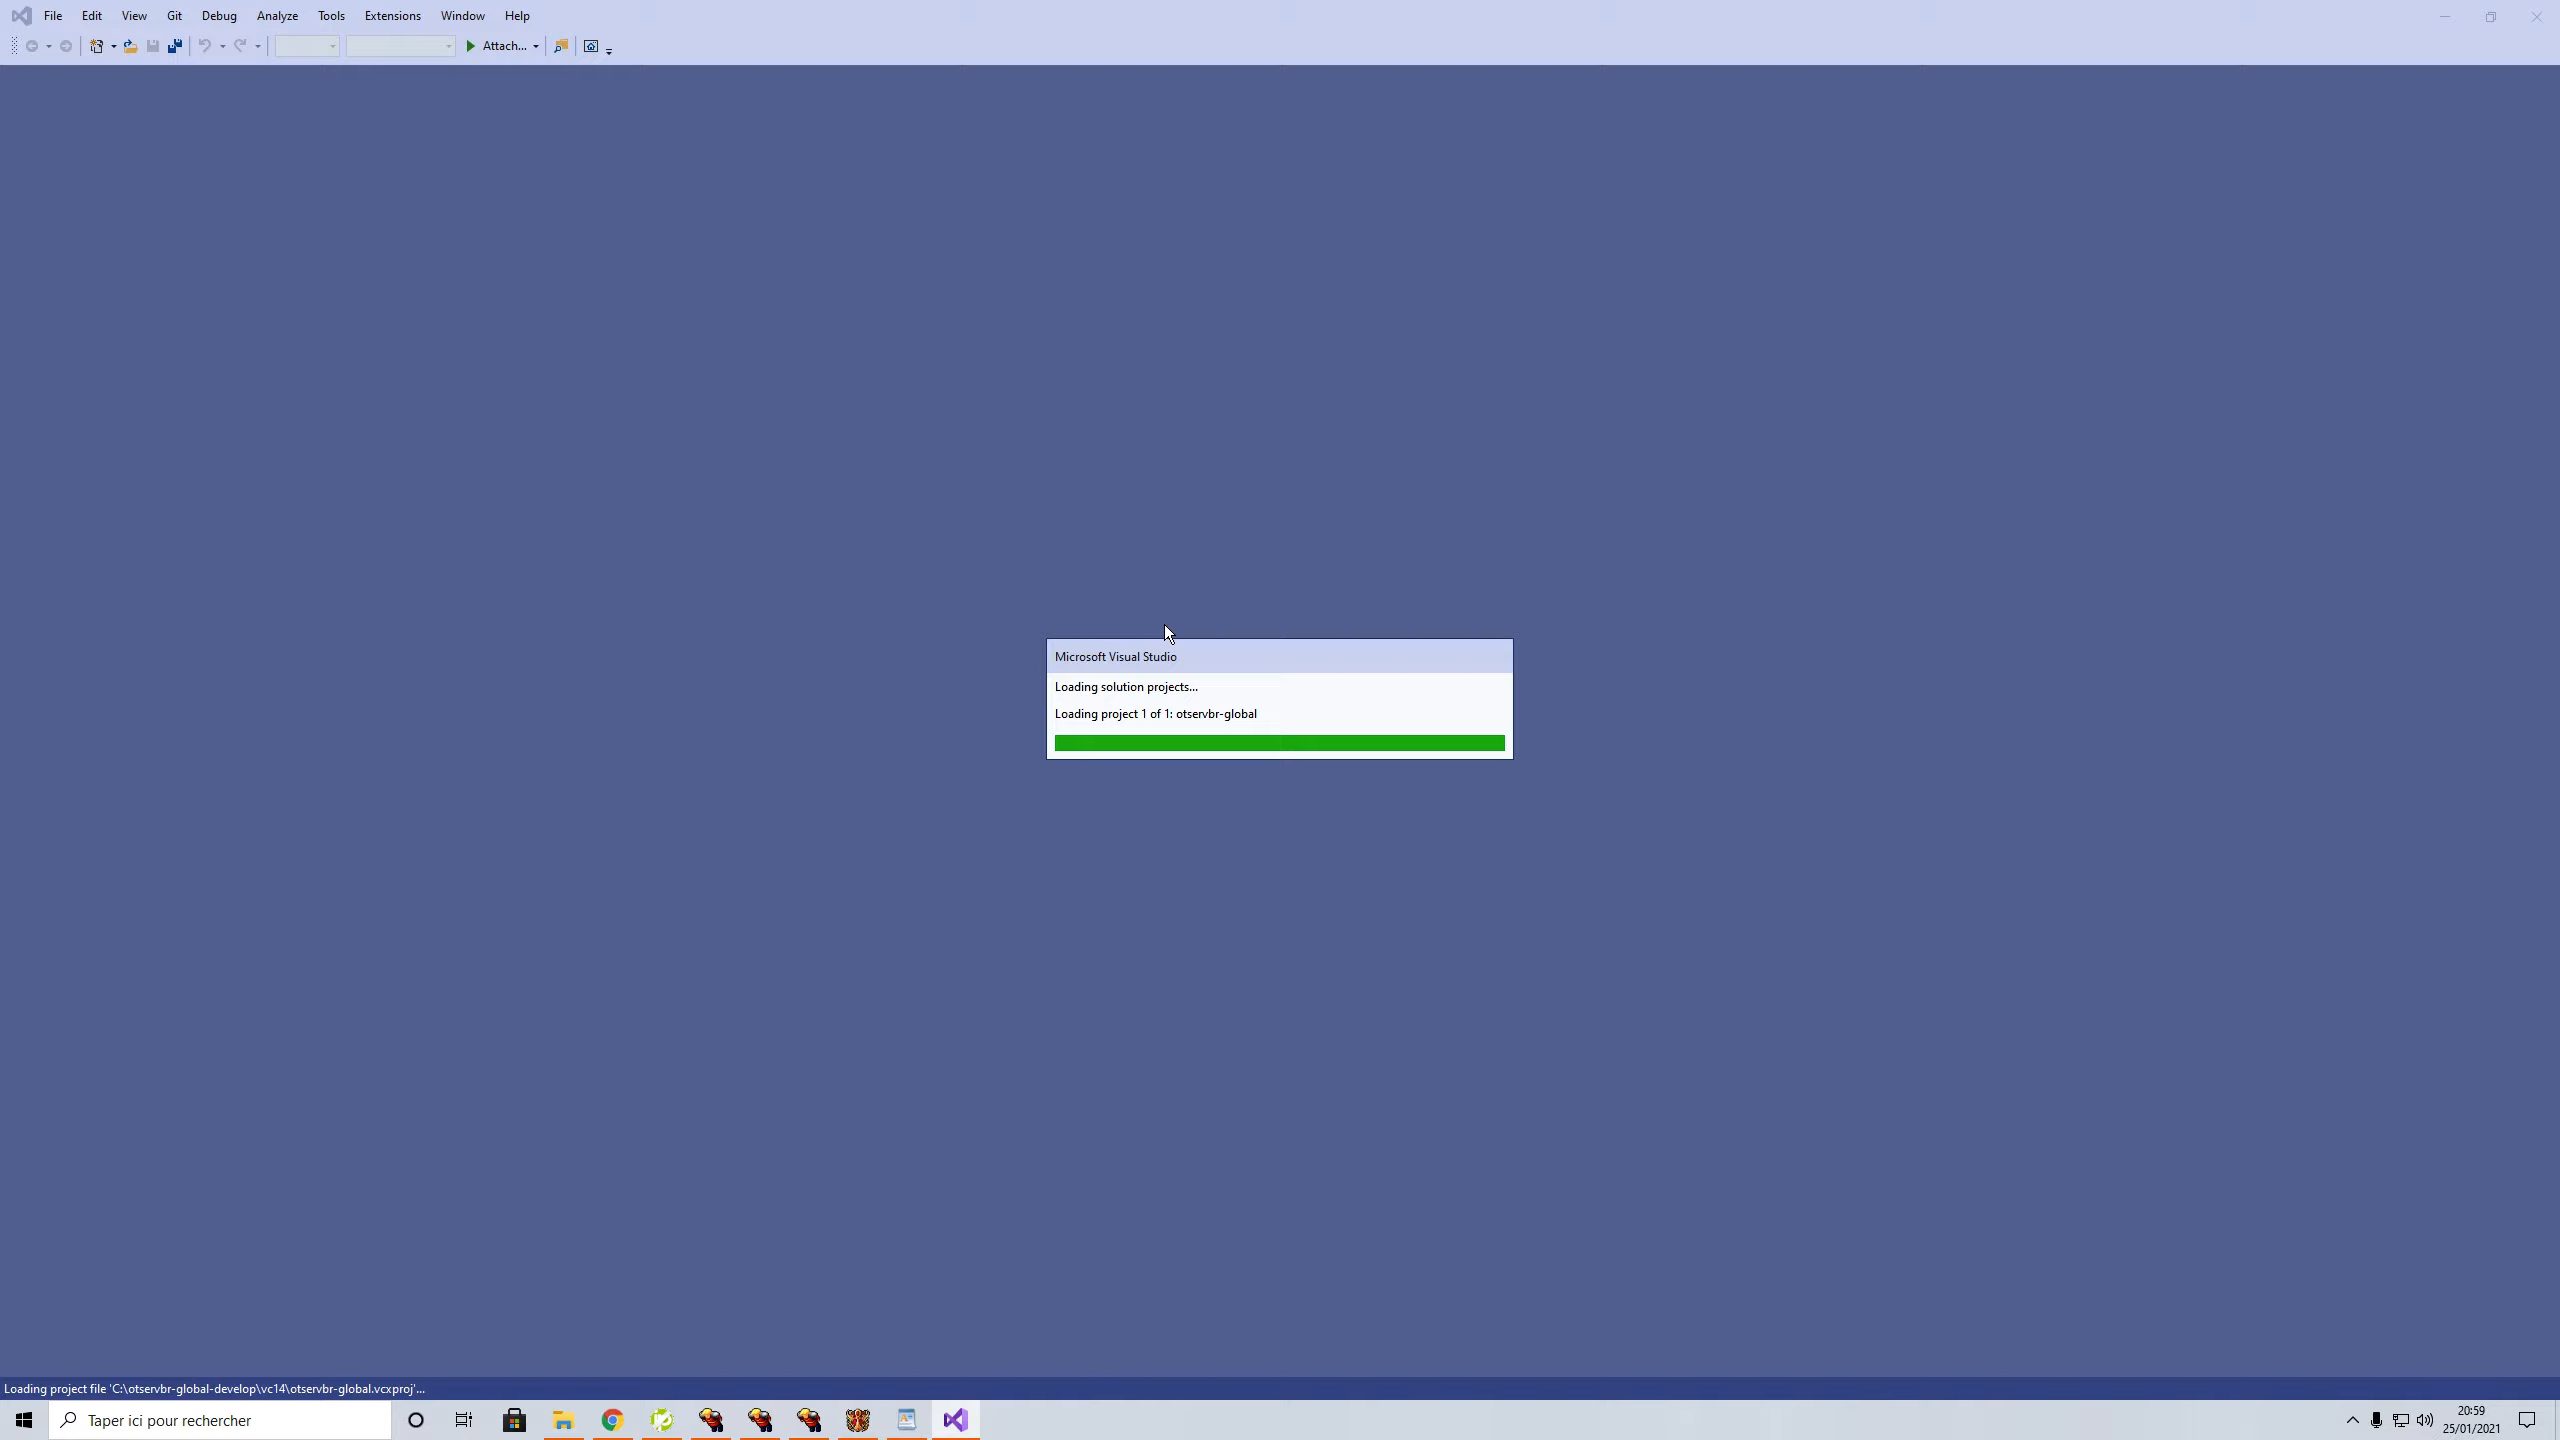 File Edit View Git Debug Analyze Tools Extensions Window Help
Attach...
Microsoft Visual Studio
Loading solution projects...
Loading project 1 of 1: otservbr-global
Loading project file 'C:\otservbr-global-develop\vc14\otservbr-global.vcxproj'...
Taper ici pour rechercher
20:59
25/01/2021